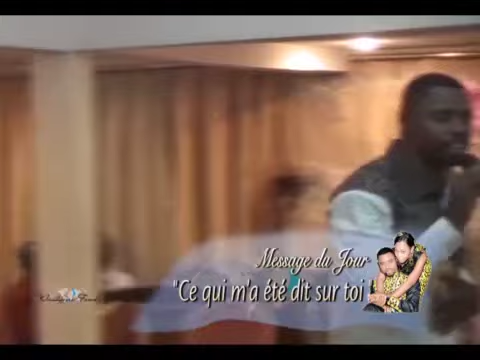 Message du Jour
"Ce qui m'a été dit sur toi